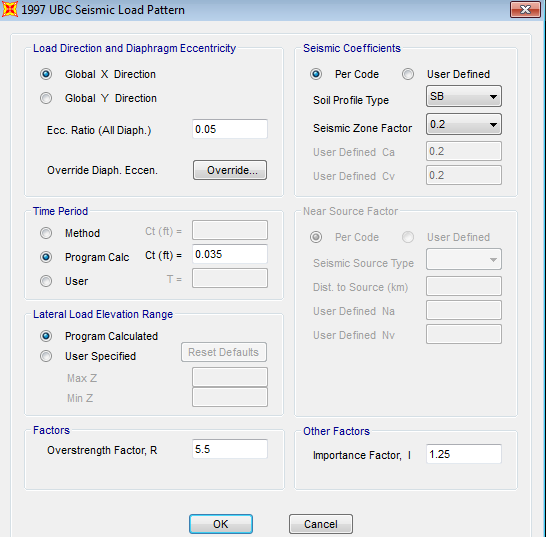 1997 UBC Seismic Load Pattern
Load Direction and Diaphragm Eccentricity
Global X Direction
Global Y Direction
Ecc. Ratio (All Diaph.) 0.05
Override Diaph. Eccen. Override...
Seismic Coefficients
Per Code User Defined
Soil Profile Type SB
Seismic Zone Factor 0.2
User Defined Ca 0.2
User Defined Cv 0.2
Time Period
Method Ct (ft) =
Program Calc Ct (ft) = 0.035
User T =
Near Source Factor
Per Code User Defined
Seismic Source Type
Dist. to Source (km)
User Defined Na
User Defined Nv
Lateral Load Elevation Range
Program Calculated
User Specified Reset Defaults
Max Z
Min Z
Factors
Overstrength Factor, R 5.5
Other Factors
Importance Factor, I 1.25
OK Cancel